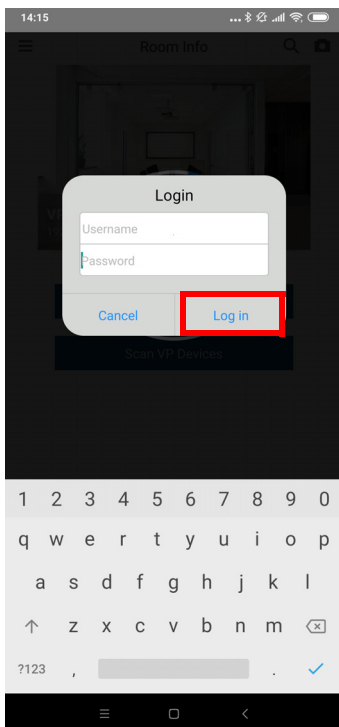 14:15
Room Info
Login
Username
Password
Cancel Log in
Scan VP Devices
1 2 3 4 5 6 7 8 9 0
q w e r t y u i o p
a s d f g h j k l
z x c v b n m
?123 , .